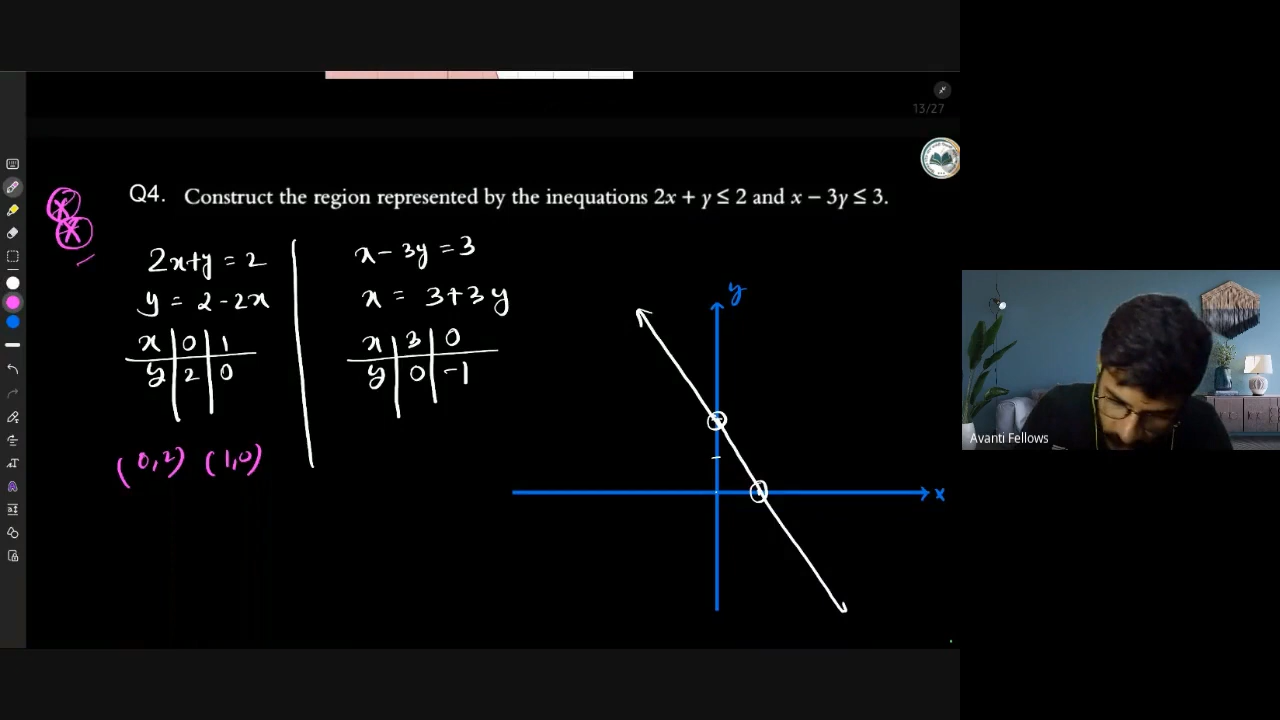 13/27
Q4. Construct the region represented by the inequations 2x + y ≤ 2 and x − 3y ≤ 3.
2x+y = 2
y = 2 - 2x
x 0 1
y 2 0
(0,2) (1,0)
x - 3y = 3
x = 3+3y
x 3 0
y 0 -1
y
x
Avanti Fellows